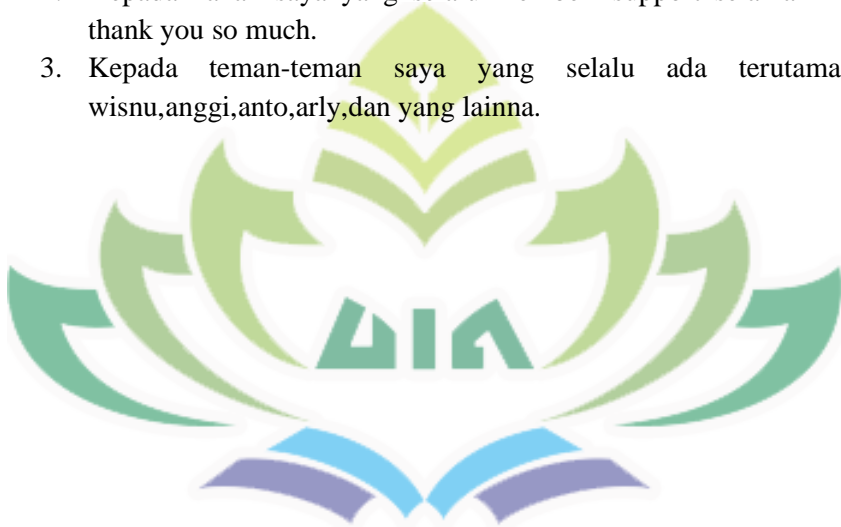 thank you so much.
3. Kepada teman-teman saya yang selalu ada terutama
wisnu,anggi,anto,arly,dan yang lainna.
UIN